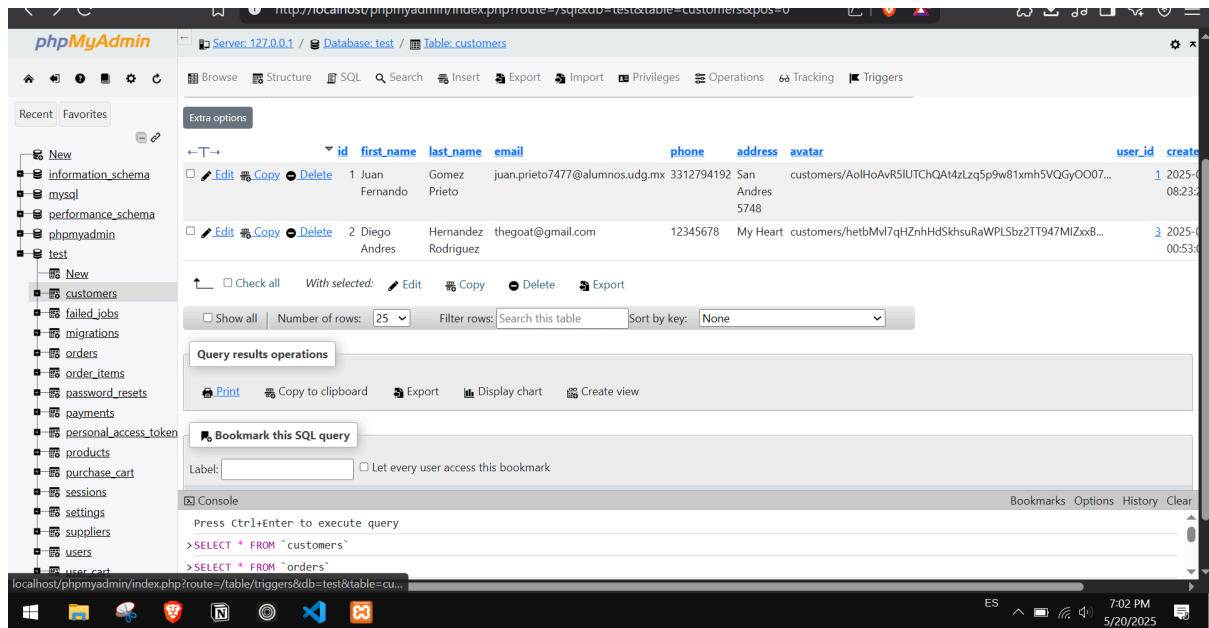 http://localhost/phpmyadmin/index.php?route=/sql&db=test&table=customers&pos=0
phpMyAdmin
Server: 127.0.0.1 / Database: test / Table: customers
Browse Structure SQL Search Insert Export Import Privileges Operations Tracking Triggers
Recent Favorites
New
information_schema
mysql
performance_schema
phpmyadmin
test
New
customers
failed_jobs
migrations
orders
order_items
password_resets
payments
personal_access_token
products
purchase_cart
sessions
settings
suppliers
users
user_cart
Extra options
←T→ id first_name last_name email phone address avatar user_id create
Edit Copy Delete 1 Juan Gomez juan.prieto7477@alumnos.udg.mx 3312794192 San customers/AolHoAvR5lUTChQAt4zLzq5p9w81xmh5VQGyOO07... 1 2025-0
Fernando Prieto Andres 08:23:2
5748
Edit Copy Delete 2 Diego Hernandez thegoat@gmail.com 12345678 My Heart customers/hetbMvI7qHZnhHdSkhsuRaWPLSbz2TT947MIZxxB... 3 2025-0
Andres Rodriguez 00:53:0
Check all With selected: Edit Copy Delete Export
Show all Number of rows: 25 Filter rows: Search this table Sort by key: None
Query results operations
Print Copy to clipboard Export Display chart Create view
Bookmark this SQL query
Label: Let every user access this bookmark
Console Bookmarks Options History Clear
Press Ctrl+Enter to execute query
>SELECT * FROM `customers`
>SELECT * FROM `orders`
localhost/phpmyadmin/index.php?route=/table/triggers&db=test&table=cu...
ES
7:02 PM
5/20/2025